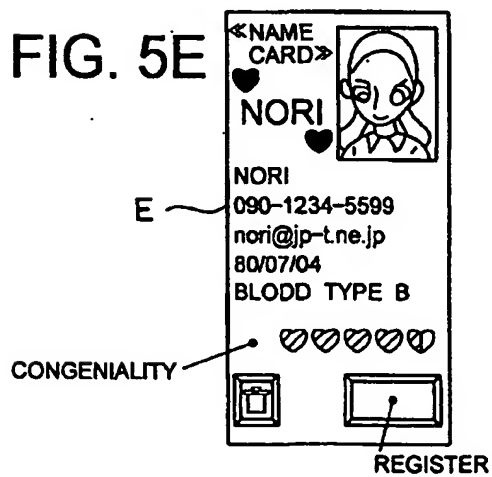 FIG. 5E
≪NAME
CARD≫
NORI
NORI
E
090-1234-5599
nori@jp-t.ne.jp
80/07/04
BLODD TYPE B
CONGENIALITY
REGISTER